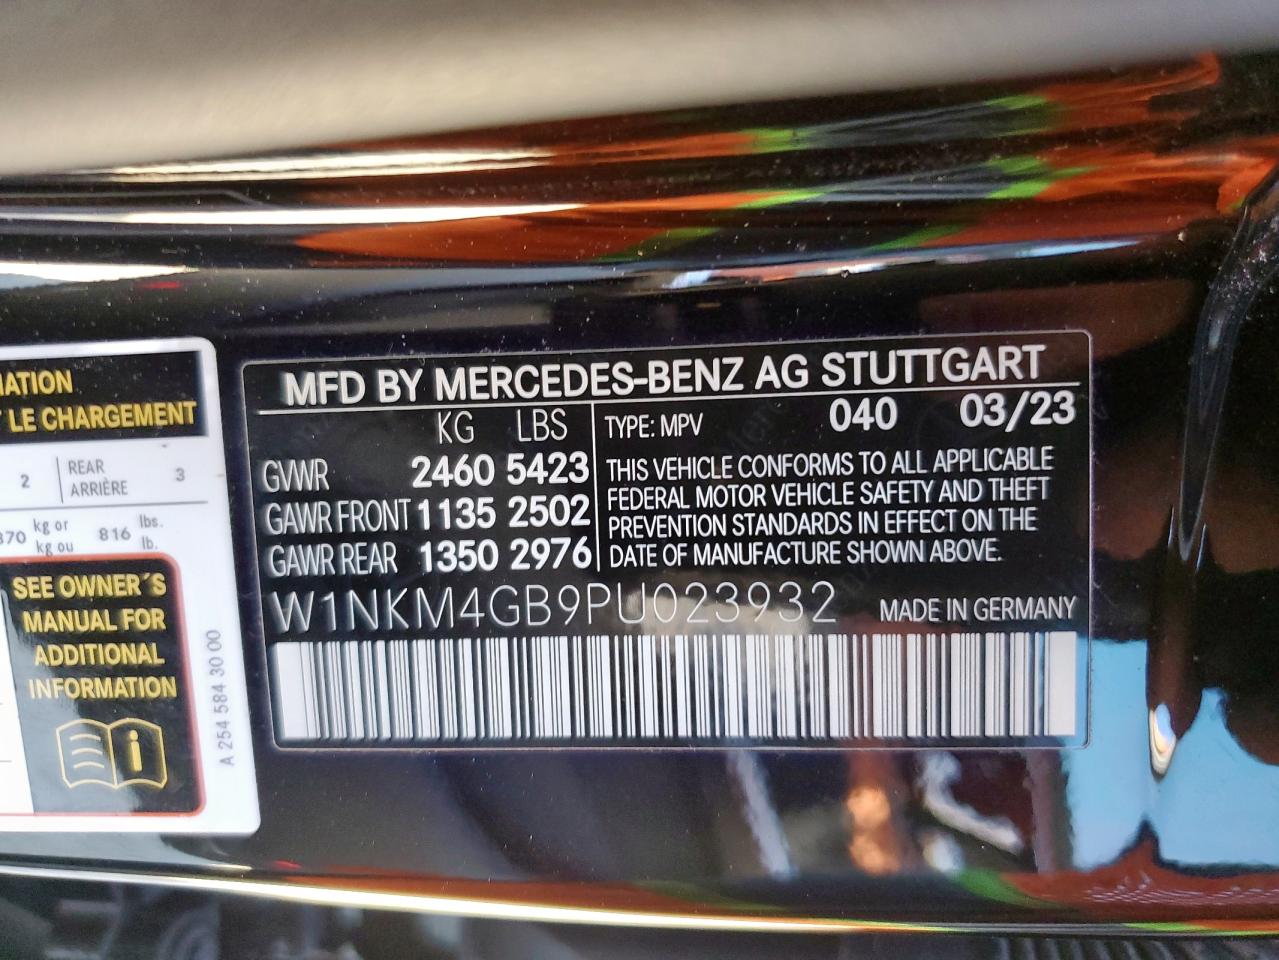 LE CHARGEMENT
2 REAR 3
ARRIÈRE
kg or 816 lbs.
kg ou lb.
SEE OWNER´S
MANUAL FOR
ADDITIONAL
INFORMATION
A 254 584 30 00
MFD BY MERCEDES-BENZ AG STUTTGART
KG LBS
GVWR 2460 5423
GAWR FRONT 1135 2502
GAWR REAR 1350 2976
TYPE: MPV 040 03/23
THIS VEHICLE CONFORMS TO ALL APPLICABLE
FEDERAL MOTOR VEHICLE SAFETY AND THEFT
PREVENTION STANDARDS IN EFFECT ON THE
DATE OF MANUFACTURE SHOWN ABOVE.
W1NKM4GB9PU023932 MADE IN GERMANY